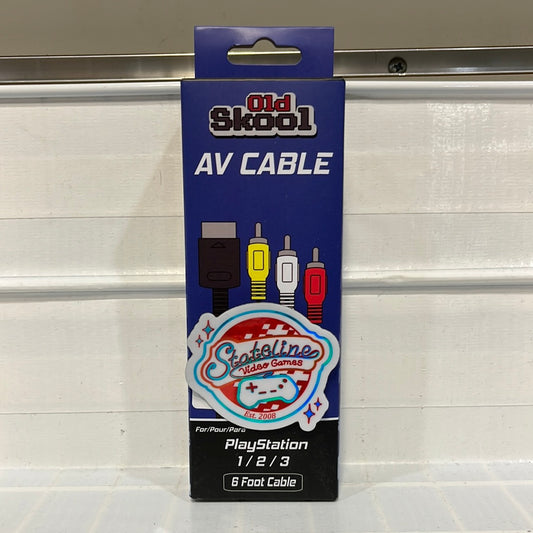 Old
Skool
AV CABLE
Stateline
Video Games
Est. 2008
For/Pour/Para
PlayStation
1 / 2 / 3
6 Foot Cable